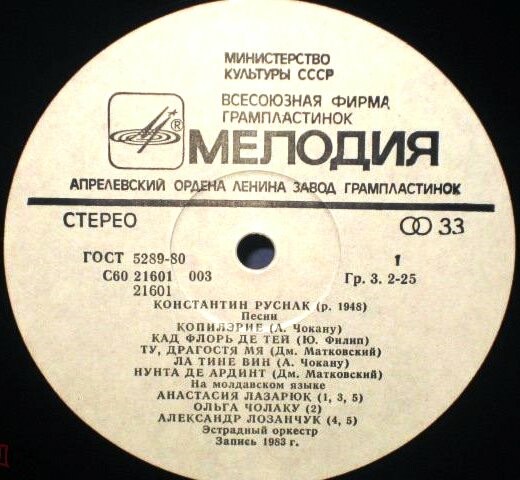 МИНИСТЕРСТВО
КУЛЬТУРЫ СССР
ВСЕСОЮЗНАЯ ФИРМА
ГРАМПЛАСТИНОК
®
МЕЛОДИЯ
АПРЕЛЕВСКИЙ ОРДЕНА ЛЕНИНА ЗАВОД ГРАМПЛАСТИНОК
СТЕРЕО 33
ГОСТ 5289-80 1
С60 21601 003 Гр. 3. 2-25
21601
КОНСТАНТИН РУСНАК (р. 1948)
Песни
КОПИЛЭРИЕ (А. Чокану)
КАД ФЛОРЬ ДЕ ТЕЙ (Ю. Филип)
ТУ, ДРАГОСТЯ МЯ (Дм. Матковский)
ЛА ТИНЕ ВИН (А. Чокану)
НУНТА ДЕ АРДИНТ (Дм. Матковский)
На молдавском языке
АНАСТАСИЯ ЛАЗАРЮК (1, 3, 5)
ОЛЬГА ЧОЛАКУ (2)
АЛЕКСАНДР ЛОЗАНЧУК (4, 5)
Эстрадный оркестр
Запись 1983 г.